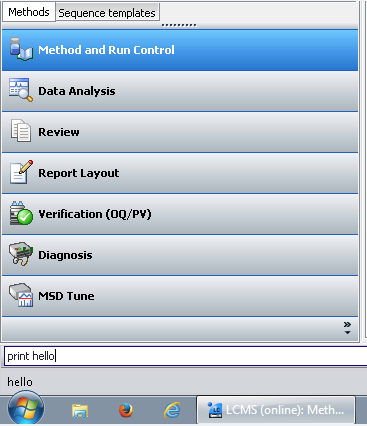 Methods Sequence templates
Method and Run Control
Data Analysis
Review
Report Layout
Verification (OQ/PV)
Diagnosis
MSD Tune
»
print hello
hello
LCMS (online): Meth...